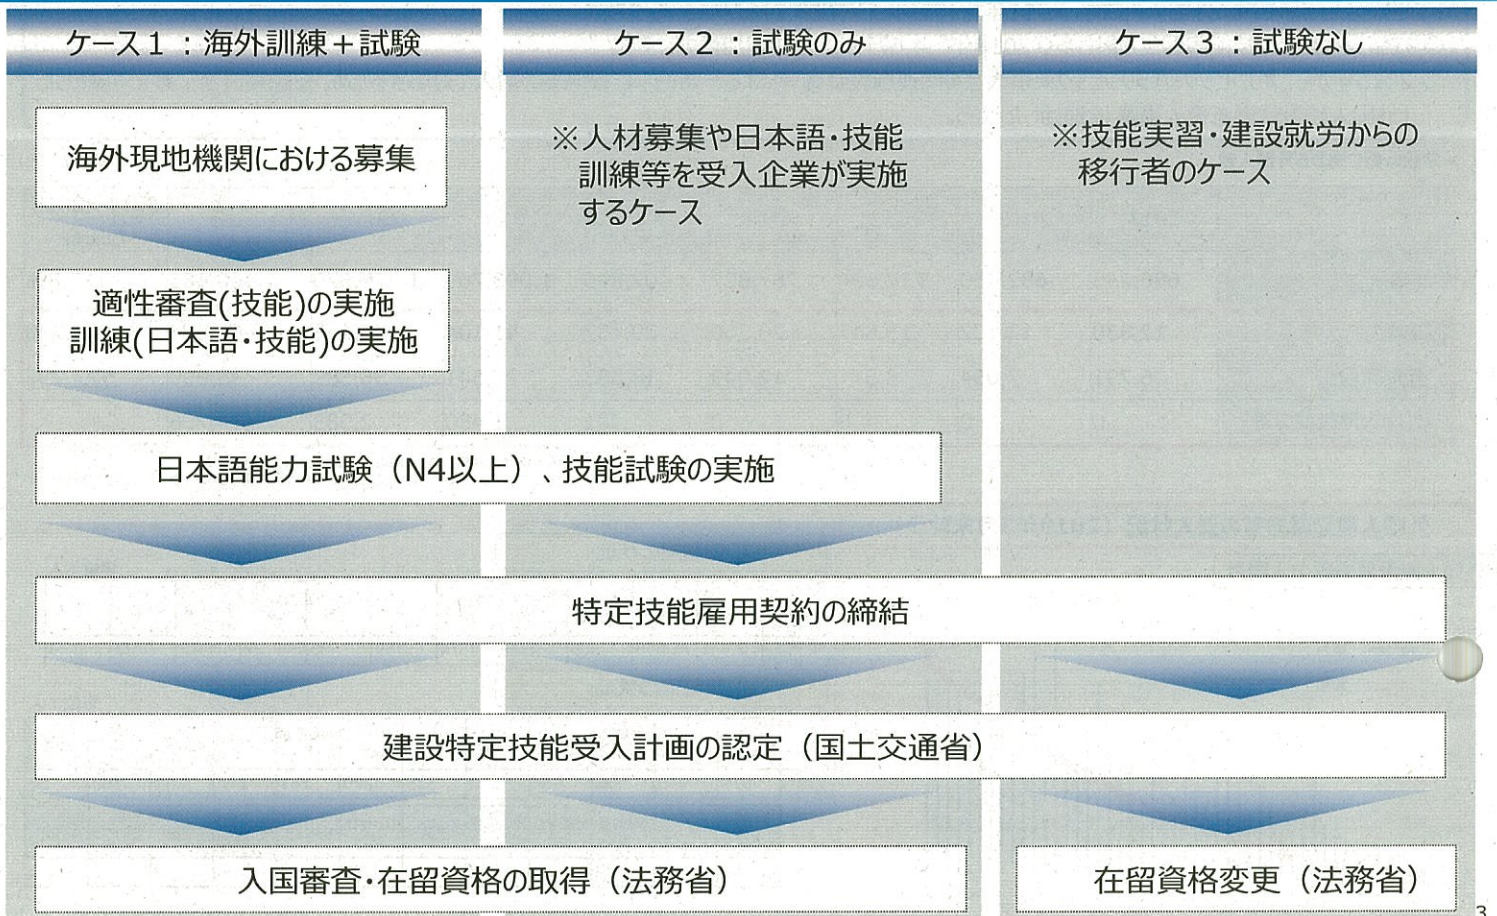 ケース1：海外訓練＋試験
ケース2：試験のみ
ケース3：試験なし
海外現地機関における募集
※人材募集や日本語・技能
訓練等を受入企業が実施
するケース
※技能実習・建設就労からの
移行者のケース
適性審査(技能)の実施
訓練(日本語・技能)の実施
日本語能力試験（N4以上）、技能試験の実施
特定技能雇用契約の締結
建設特定技能受入計画の認定（国土交通省）
入国審査・在留資格の取得（法務省）
在留資格変更（法務省）
3